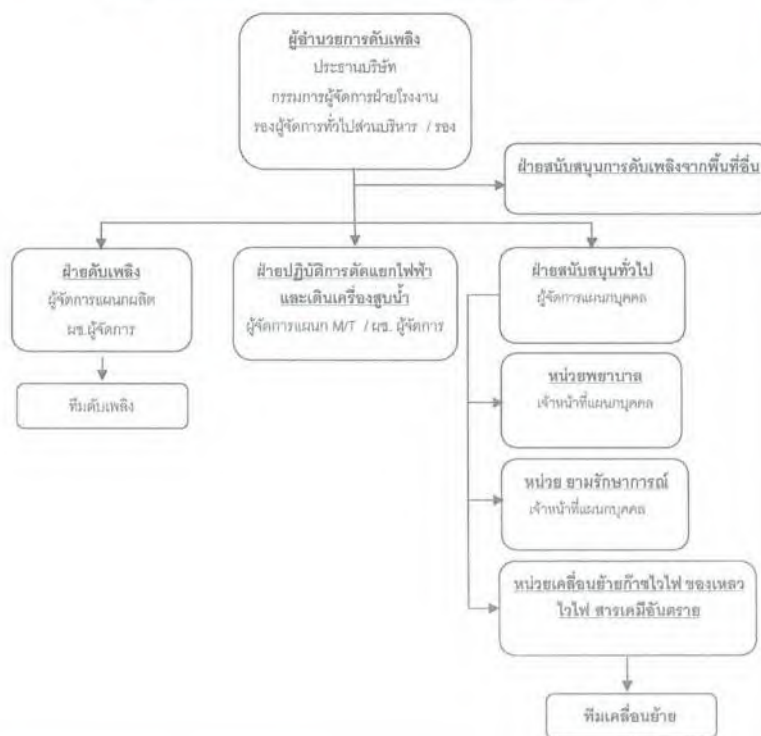 ผู้อำนวยการดับเพลิง
ประธานบริษัท
กรรมการผู้จัดการฝ่ายโรงงาน
รองผู้จัดการทั่วไปส่วนบริหาร / รอง
ฝ่ายสนับสนุนการดับเพลิงจากพื้นที่อื่น
ฝ่ายดับเพลิง
ผู้จัดการแผนกผลิต
ผช.ผู้จัดการ
ทีมดับเพลิง
ฝ่ายปฏิบัติการตัดแยกไฟฟ้า
และเดินเครื่องสูบน้ำ
ผู้จัดการแผนก M/T / ผช. ผู้จัดการ
ฝ่ายสนับสนุนทั่วไป
ผู้จัดการแผนกบุคคล
หน่วยพยาบาล
เจ้าหน้าที่แผนกบุคคล
หน่วย ยามรักษาการณ์
เจ้าหน้าที่แผนกบุคคล
หน่วยเคลื่อนย้ายก๊าซไวไฟ ของเหลว
ไวไฟ สารเคมีอันตราย
ทีมเคลื่อนย้าย